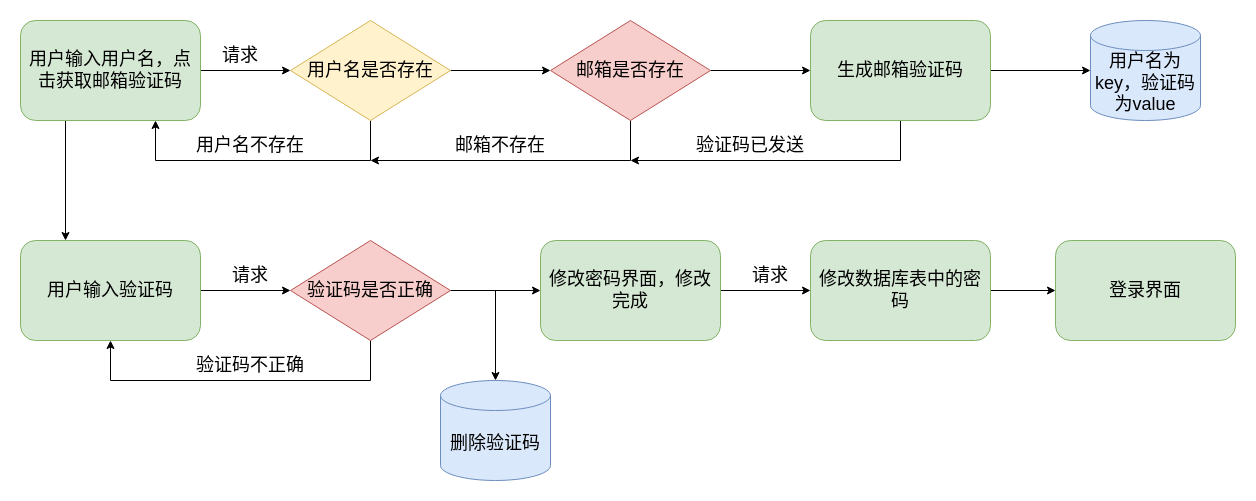 用户输入用户名，点
击获取邮箱验证码
请求
用户名是否存在
邮箱是否存在
生成邮箱验证码
用户名为
key，验证码
为value
用户名不存在
邮箱不存在
验证码已发送
用户输入验证码
请求
验证码是否正确
修改密码界面，修改
完成
请求
修改数据库表中的密
码
登录界面
验证码不正确
删除验证码